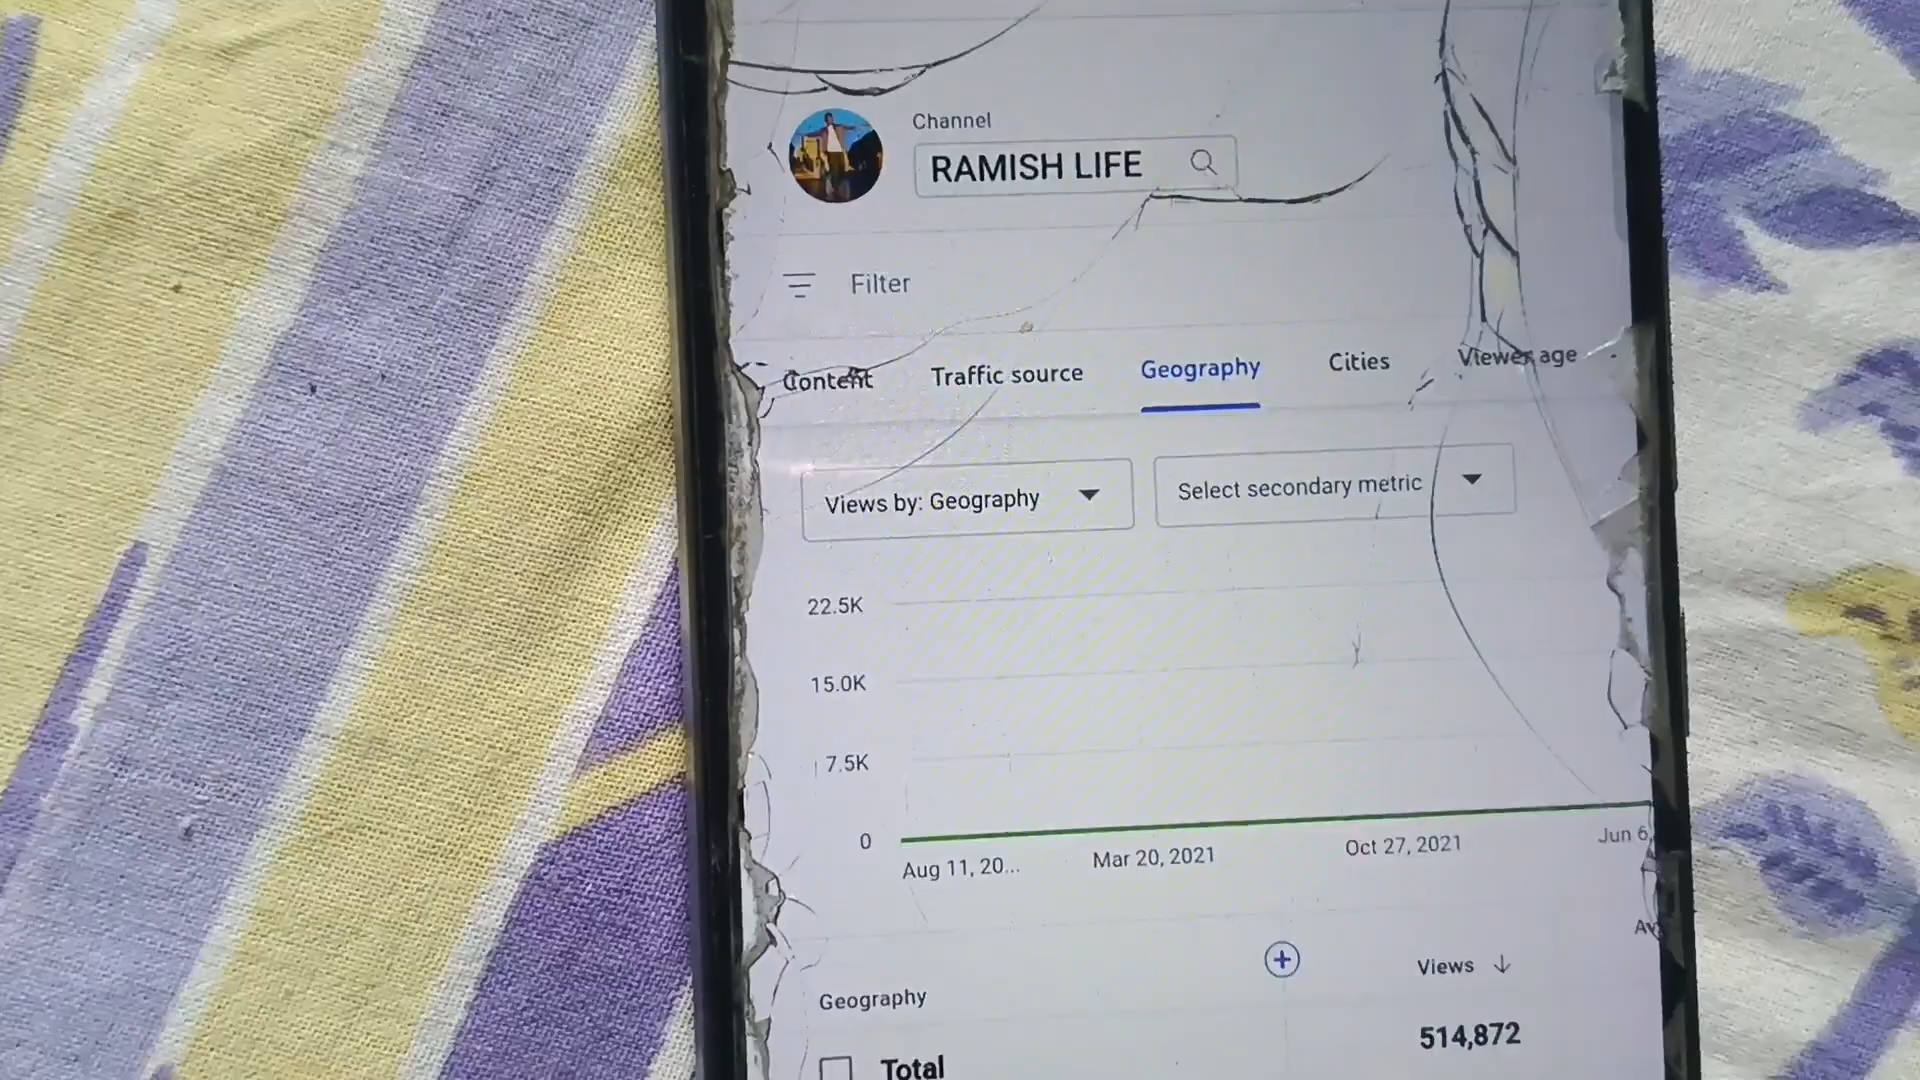 Channel
RAMISH LIFE
Filter
Content Traffic source Geography Cities Viewer age
Views by: Geography Select secondary metric
22.5K
15.0K
7.5K
0
Aug 11, 20... Mar 20, 2021 Oct 27, 2021 Jun 6,
Geography Views
Total 514,872